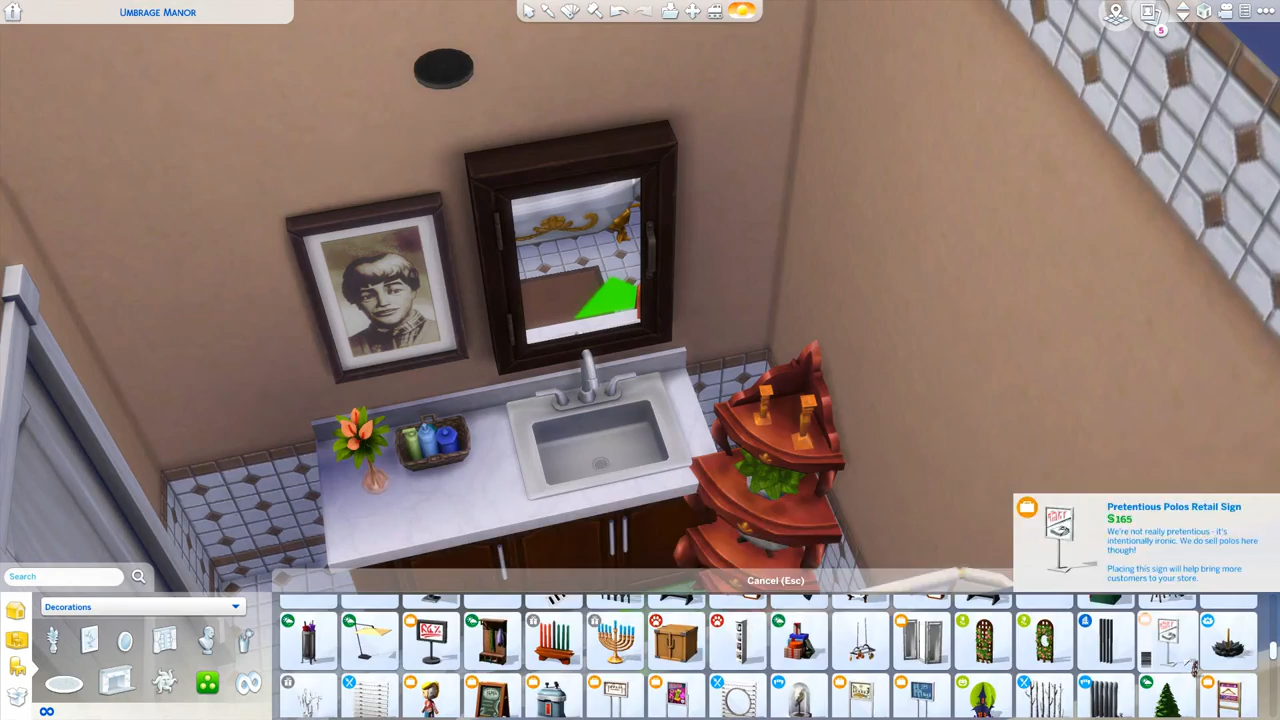 Umbrage Manor
5
Pretentious Polos Retail Sign
§165
We're not really pretentious - it's
intentionally ironic. We do sell polos here
though!
Placing this sign will help bring more
customers to your store.
Search
Cancel (Esc)
Decorations